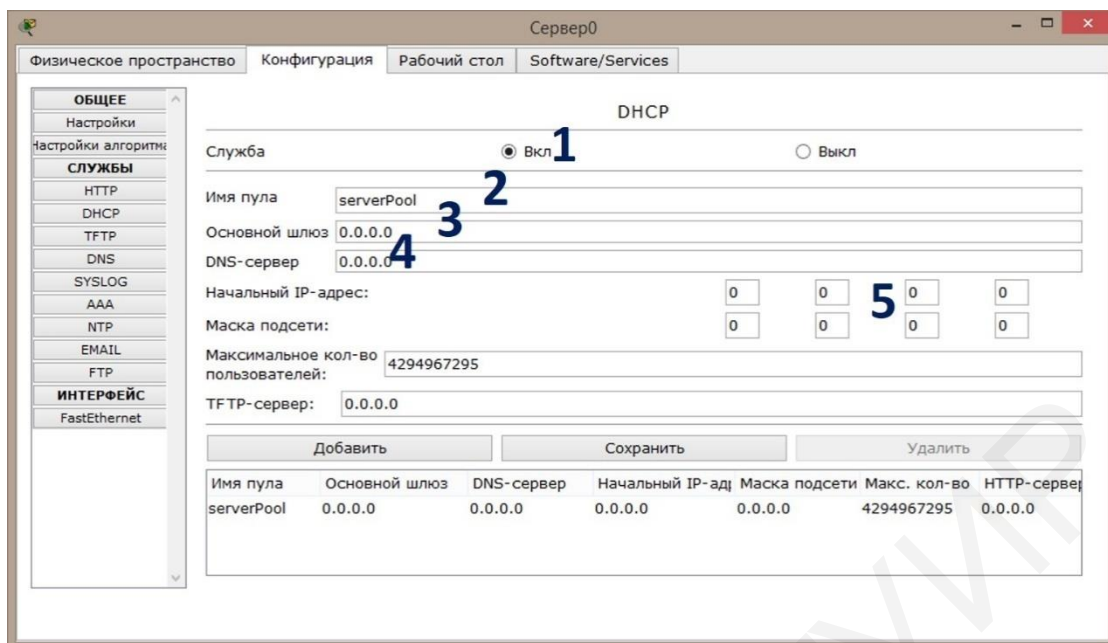 Сервер0
Физическое пространство Конфигурация Рабочий стол Software/Services
ОБЩЕЕ
Настройки
Настройки алгоритма
СЛУЖБЫ
HTTP
DHCP
TFTP
DNS
SYSLOG
AAA
NTP
EMAIL
FTP
ИНТЕРФЕЙС
FastEthernet
DHCP
Служба Вкл 1 Выкл
2
Имя пула serverPool
3
Основной шлюз 0.0.0.0
4
DNS-сервер 0.0.0.0
Начальный IP-адрес: 0 0 0 0
5
Маска подсети: 0 0 0 0
Максимальное кол-во
пользователей: 4294967295
TFTP-сервер: 0.0.0.0
Добавить Сохранить Удалить
Имя пула Основной шлюз DNS-сервер Начальный IP-адр Маска подсети Макс. кол-во HTTP-сервер
serverPool 0.0.0.0 0.0.0.0 0.0.0.0 0.0.0.0 4294967295 0.0.0.0